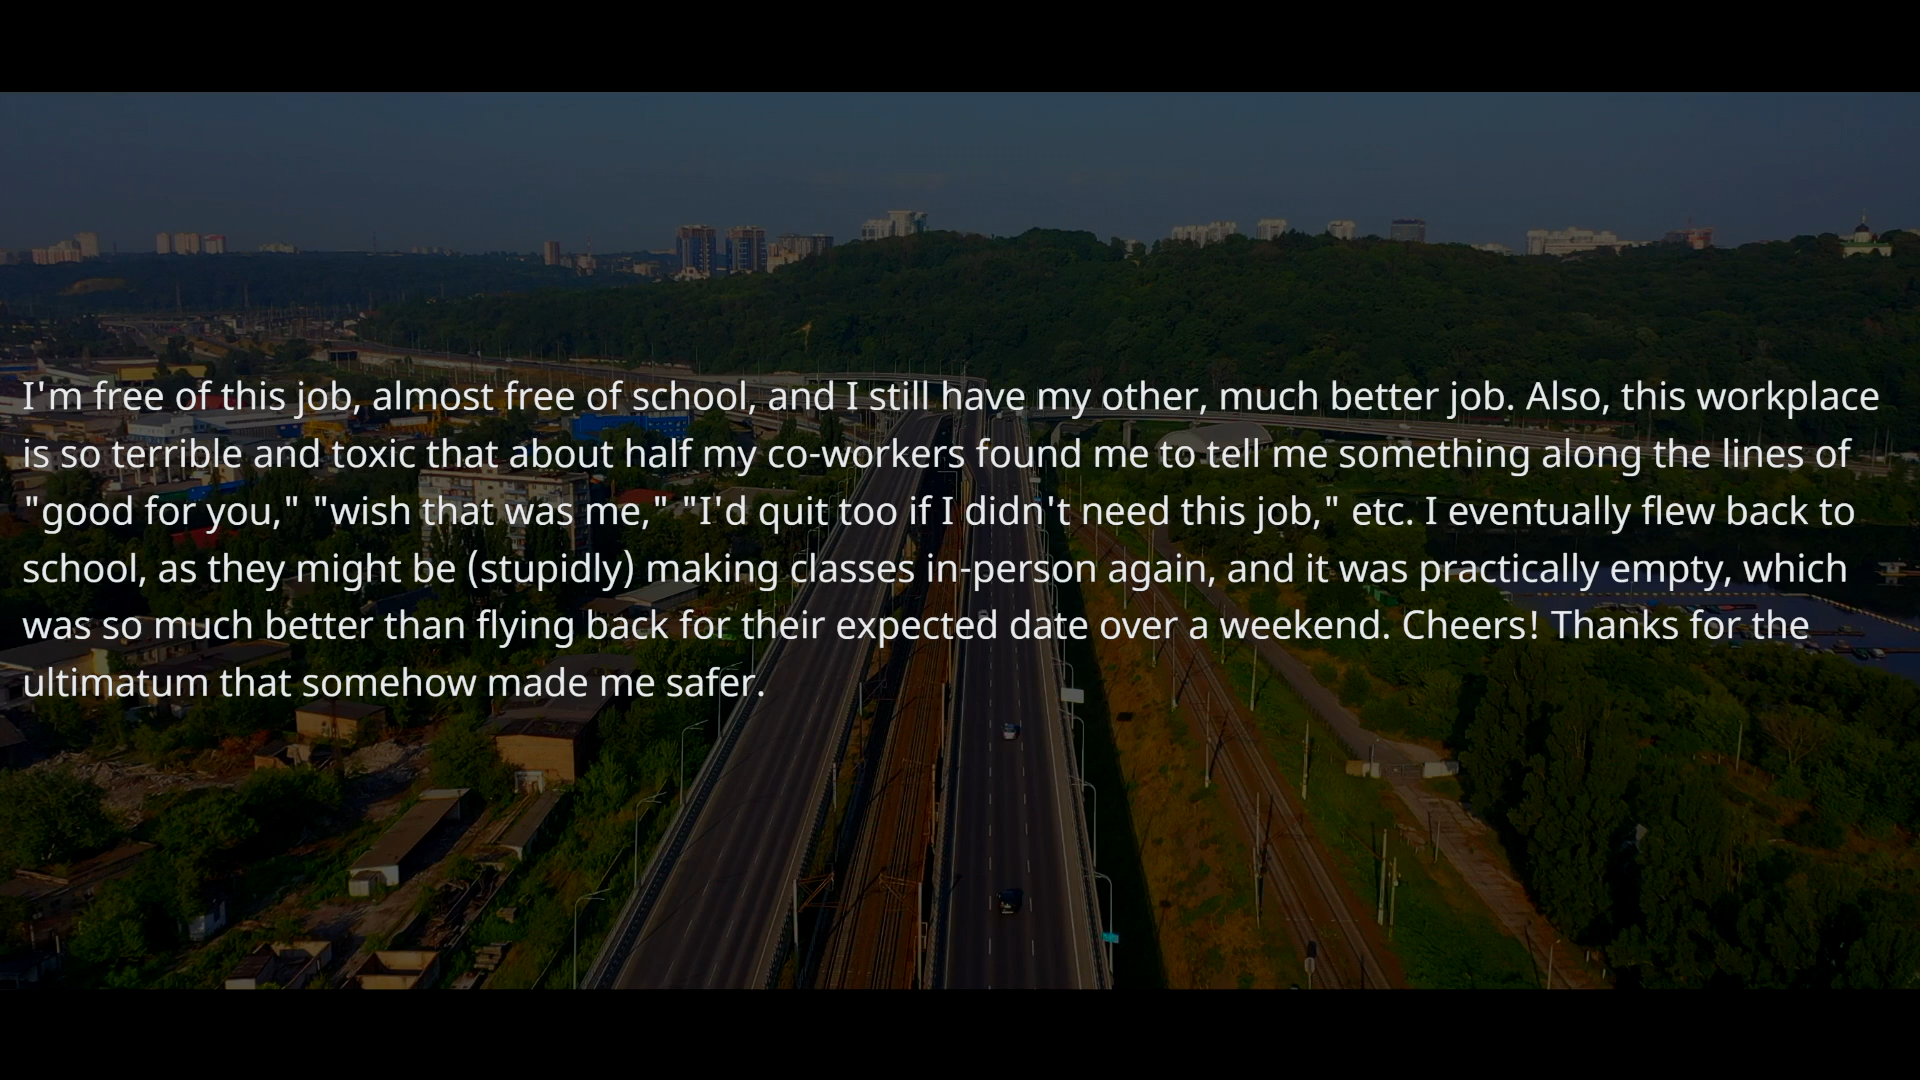 I'm free of this job, almost free of school, and I still have my other, much better job. Also, this workplace
is so terrible and toxic that about half my co-workers found me to tell me something along the lines of
"good for you," "wish that was me," "I'd quit too if I didn't need this job," etc. I eventually flew back to
school, as they might be (stupidly) making classes in-person again, and it was practically empty, which
was so much better than flying back for their expected date over a weekend. Cheers! Thanks for the
ultimatum that somehow made me safer.